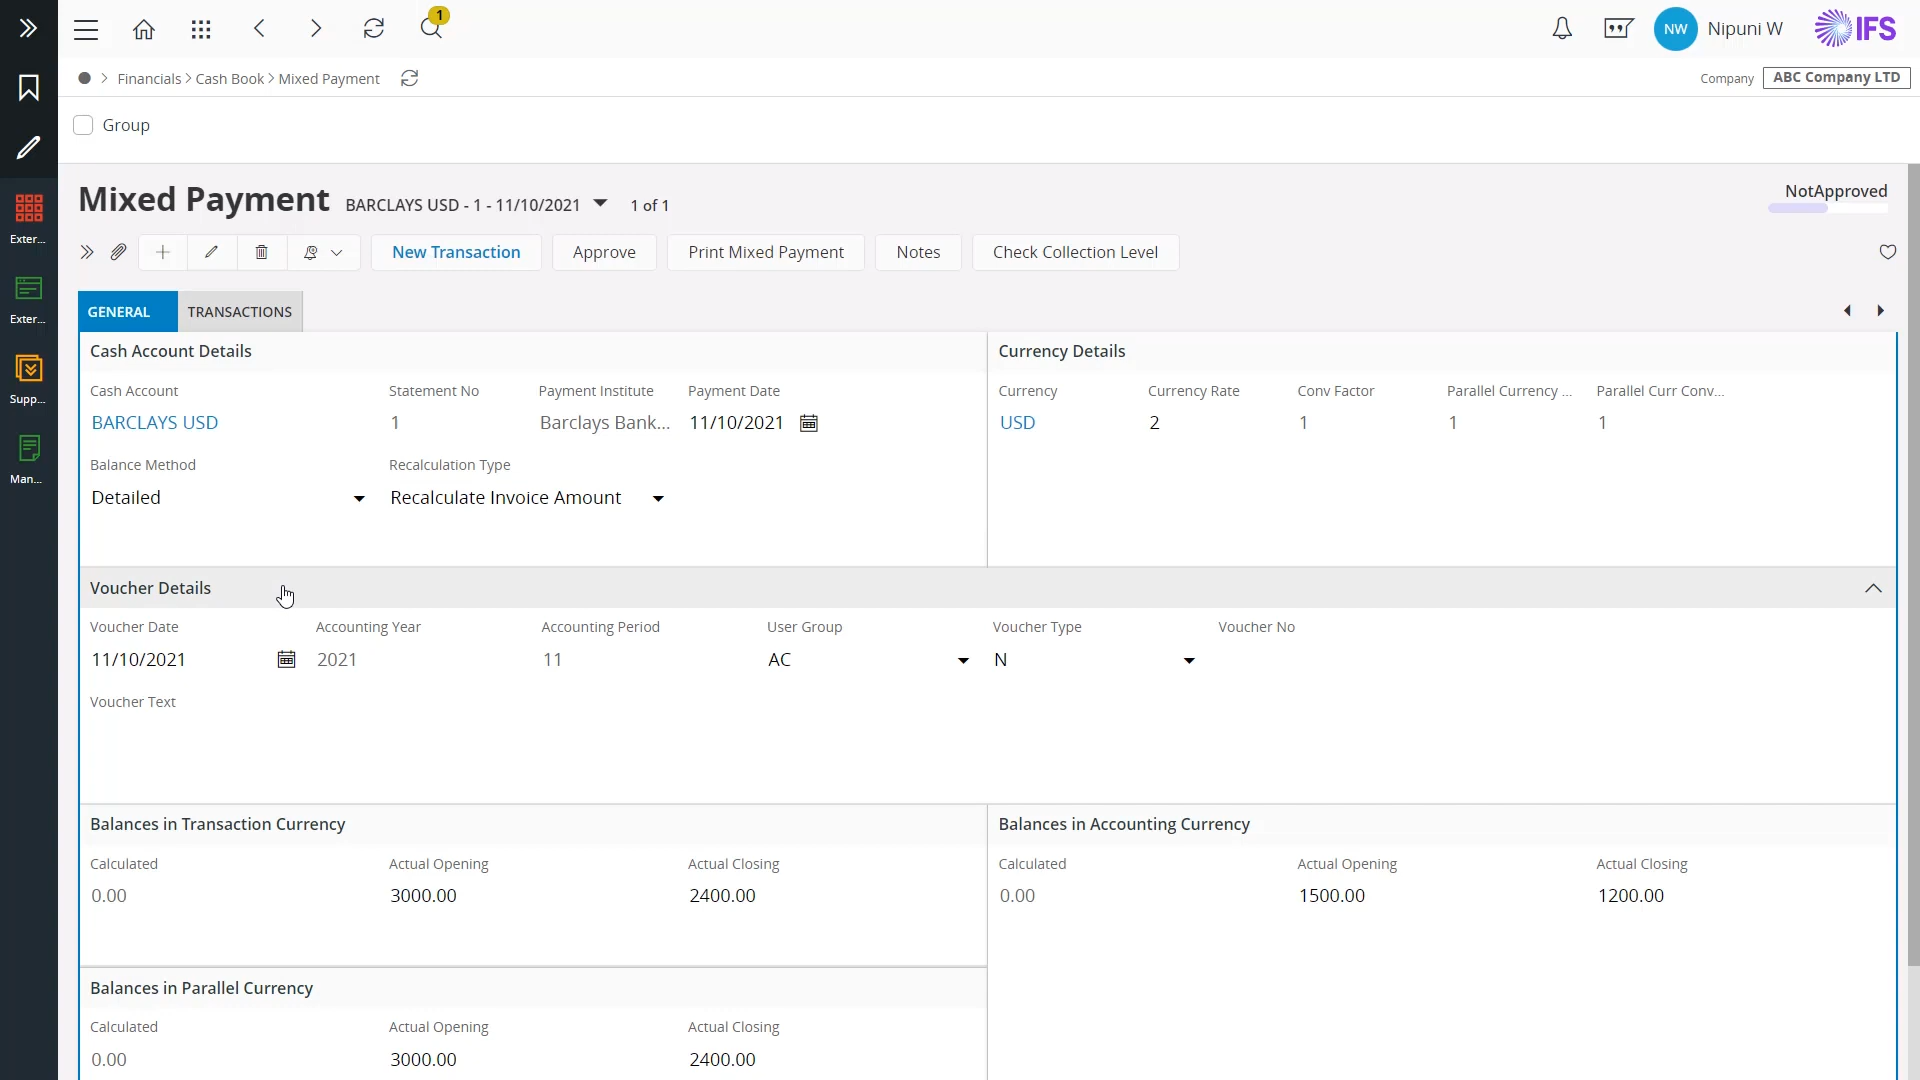 1
Nipuni W
NW
IFS
Financials > Cash Book > Mixed Payment
Company ABC Company LTD
Group
Mixed Payment BARCLAYS USD - 1 - 11/10/2021 1 of 1
NotApproved
New Transaction Approve Print Mixed Payment Notes Check Collection Level
Exter...
Exter...
Supp...
Man...
GENERAL TRANSACTIONS
Cash Account Details
Cash Account Statement No Payment Institute Payment Date
BARCLAYS USD 1 Barclays Bank... 11/10/2021
Balance Method Recalculation Type
Detailed Recalculate Invoice Amount
Currency Details
Currency Currency Rate Conv Factor Parallel Currency ... Parallel Curr Conv...
USD 2 1 1 1
Voucher Details
Voucher Date Accounting Year Accounting Period User Group Voucher Type Voucher No
11/10/2021 2021 11 AC N
Voucher Text
Balances in Transaction Currency
Calculated Actual Opening Actual Closing
0.00 3000.00 2400.00
Balances in Accounting Currency
Calculated Actual Opening Actual Closing
0.00 1500.00 1200.00
Balances in Parallel Currency
Calculated Actual Opening Actual Closing
0.00 3000.00 2400.00